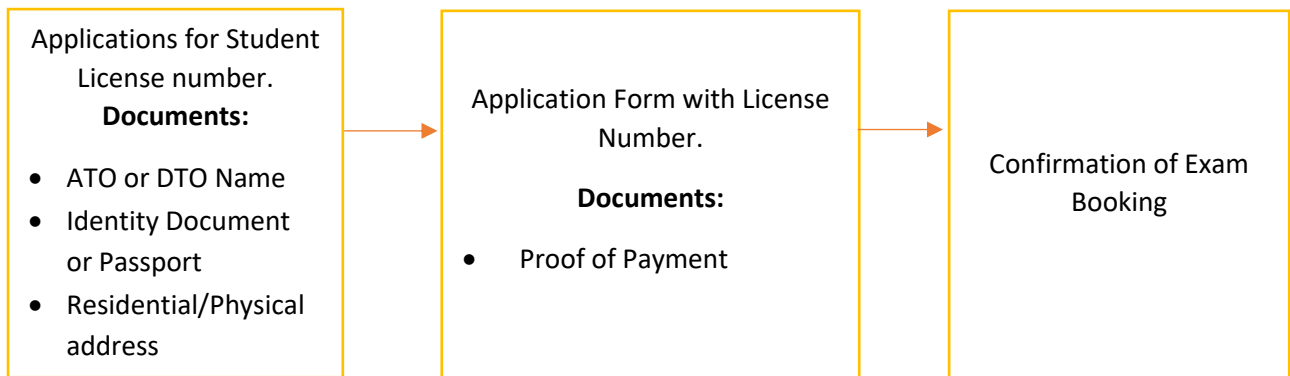 Applications for Student
License number.
Documents:
• ATO or DTO Name
• Identity Document
or Passport
• Residential/Physical
address
Application Form with License
Number.
Documents:
• Proof of Payment
Confirmation of Exam
Booking